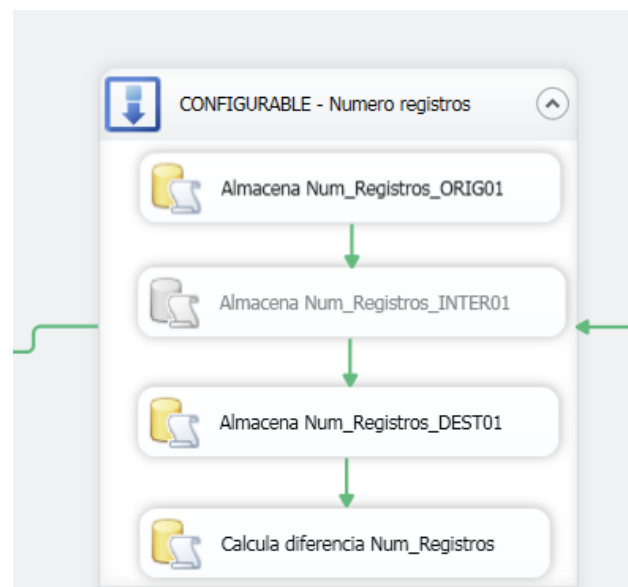 CONFIGURABLE - Numero registros
Almacena Num_Registros_ORIG01
Almacena Num_Registros_INTER01
Almacena Num_Registros_DEST01
Calcula diferencia Num_Registros